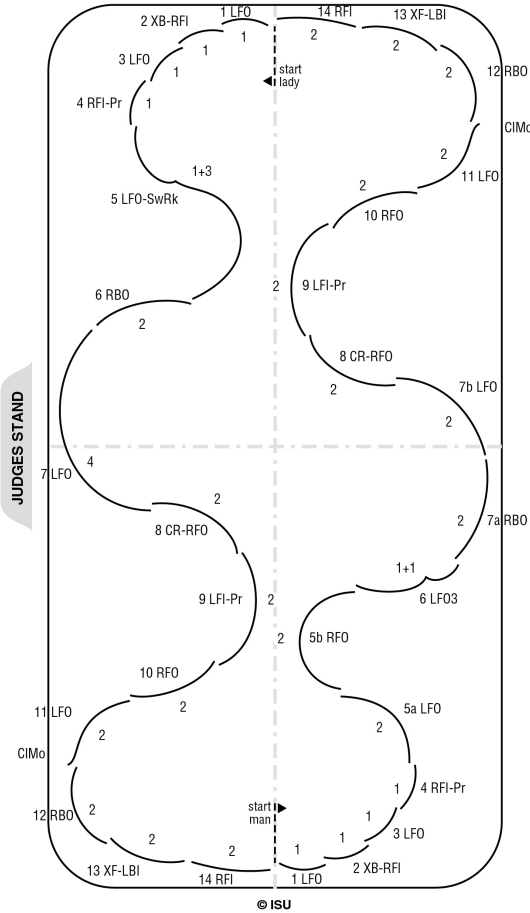 1 LFO
14 RFI
13 XF-LBI
2 XB-RFI
1
2
2
3 LFO
1
start
lady
2
12 RBO
1
4 RFI-Pr
1
ClMo
2
1+3
11 LFO
5 LFO-SwRk
2
10 RFO
2
9 LFI-Pr
6 RBO
2
8 CR-RFO
2
7b LFO
2
JUDGES STAND
7 LFO
4
2
8 CR-RFO
2
7a RBO
1+1
6 LFO3
9 LFI-Pr
2
2
5b RFO
10 RFO
2
11 LFO
2
5a LFO
2
ClMo
4 RFI-Pr
1
start
man
12 RBO
2
1
3 LFO
2
2
1
1
13 XF-LBI
2 XB-RFI
14 RFI
1 LFO
© ISU